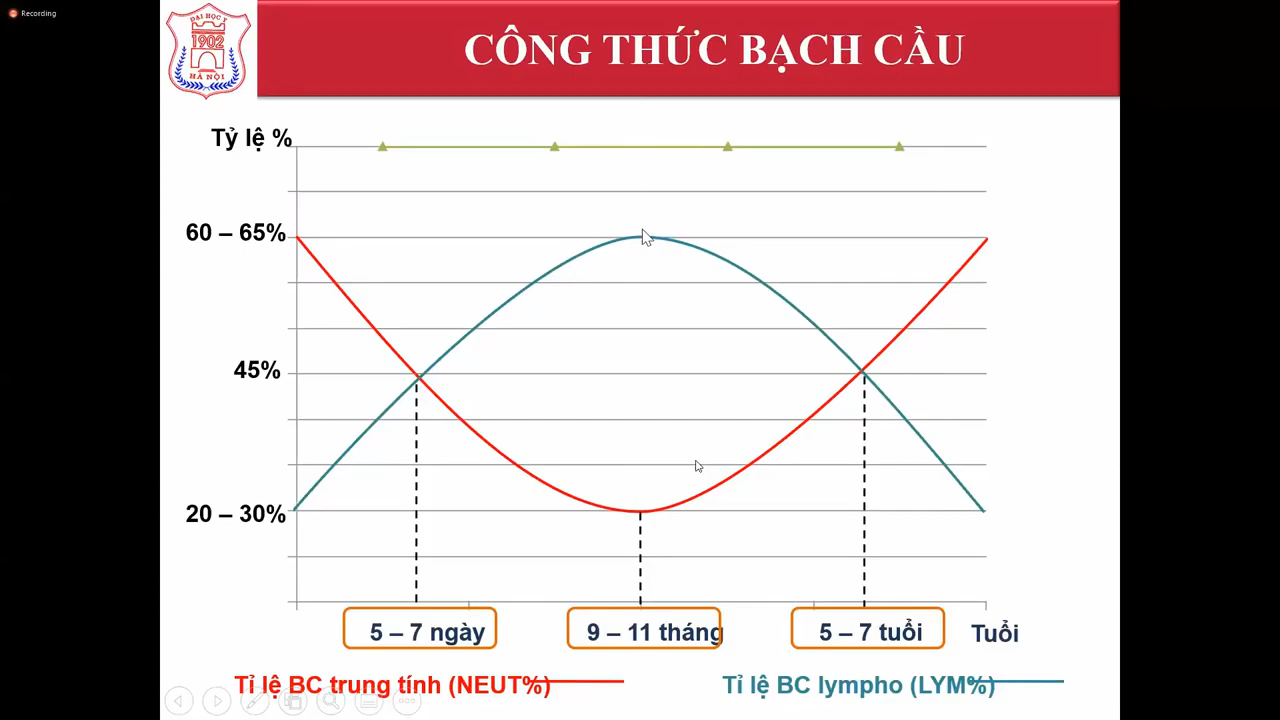 Recording
ĐẠI HỌC Y
1902
HÀ NỘI
CÔNG THỨC BẠCH CẦU
Tỷ lệ %
60 – 65%
45%
20 – 30%
5 – 7 ngày
9 – 11 tháng
5 – 7 tuổi
Tuổi
Tỉ lệ BC trung tính (NEUT%)
Tỉ lệ BC lympho (LYM%)